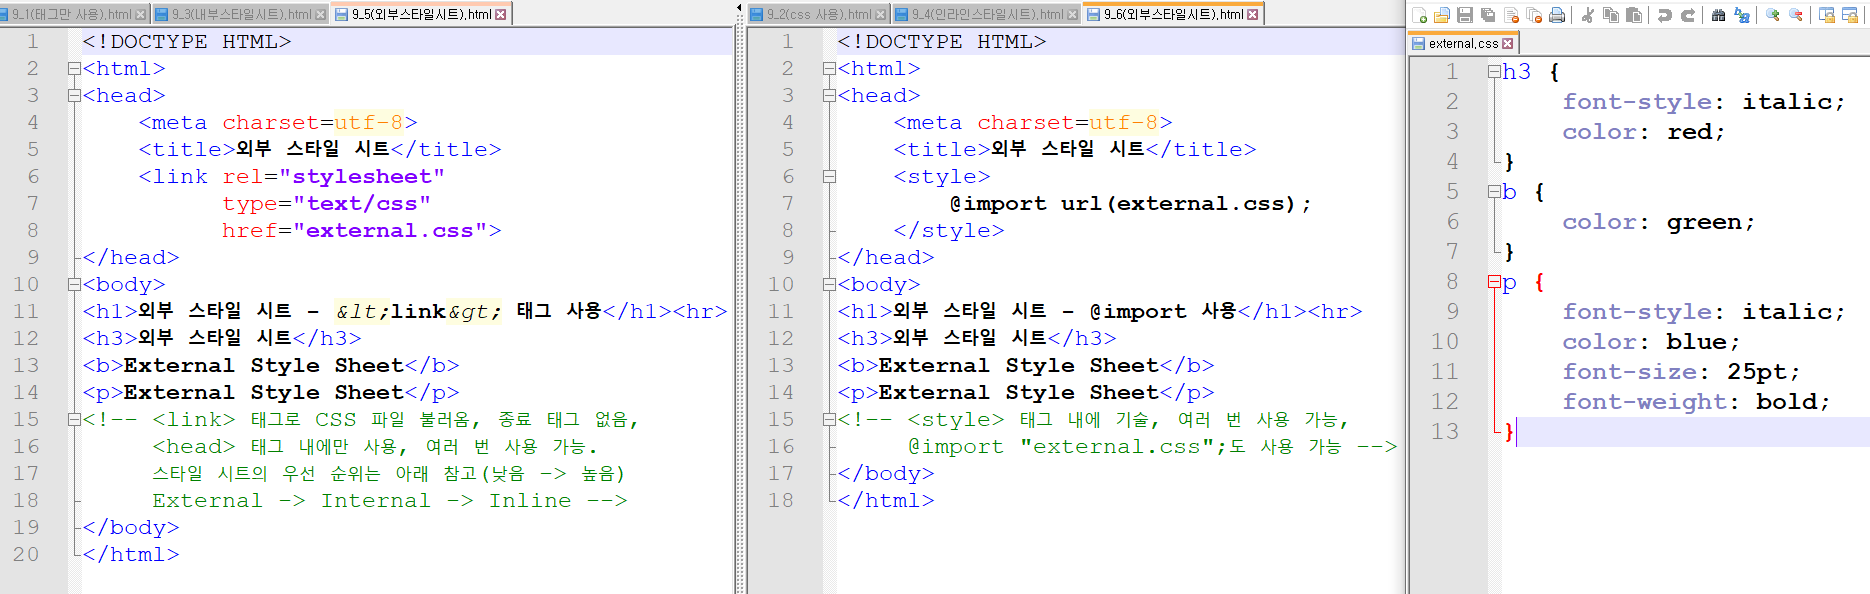 9_1(태그만 사용).html
9_3(내부스타일시트).html
9_5(외부스타일시트).html
1 <!DOCTYPE HTML>
2 <html>
3 <head>
4 <meta charset=utf-8>
5 <title>외부 스타일 시트</title>
6 <link rel="stylesheet"
7 type="text/css"
8 href="external.css">
9 </head>
10 <body>
11 <h1>외부 스타일 시트 - &lt;link&gt; 태그 사용</h1><hr>
12 <h3>외부 스타일 시트</h3>
13 <b>External Style Sheet</b>
14 <p>External Style Sheet</p>
15 <!-- <link> 태그로 CSS 파일 불러옴, 종료 태그 없음,
16 <head> 태그 내에만 사용, 여러 번 사용 가능.
17 스타일 시트의 우선 순위는 아래 참고(낮음 -> 높음)
18 External -> Internal -> Inline -->
19 </body>
20 </html>
9_2(css 사용).html
9_4(인라인스타일시트).html
9_6(외부스타일시트).html
1 <!DOCTYPE HTML>
2 <html>
3 <head>
4 <meta charset=utf-8>
5 <title>외부 스타일 시트</title>
6 <style>
7 @import url(external.css);
8 </style>
9 </head>
10 <body>
11 <h1>외부 스타일 시트 - @import 사용</h1><hr>
12 <h3>외부 스타일 시트</h3>
13 <b>External Style Sheet</b>
14 <p>External Style Sheet</p>
15 <!-- <style> 태그 내에 기술, 여러 번 사용 가능,
16 @import "external.css";도 사용 가능 -->
17 </body>
18 </html>
external.css
1 h3 {
2 font-style: italic;
3 color: red;
4 }
5 b {
6 color: green;
7 }
8 p {
9 font-style: italic;
10 color: blue;
11 font-size: 25pt;
12 font-weight: bold;
13 }